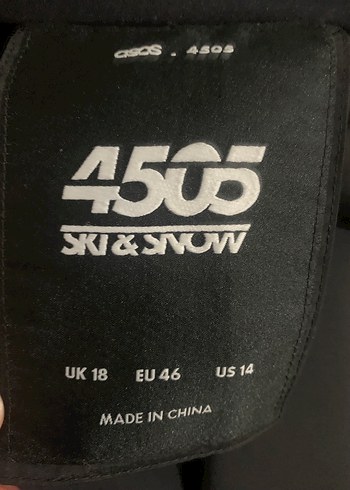 asos . 4505
4505
SKI & SNOW
UK 18 EU 46 US 14
MADE IN CHINA